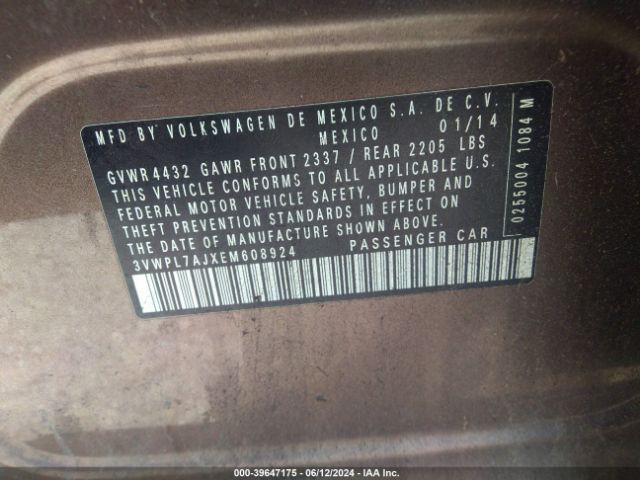 MFD BY VOLKSWAGEN DE MEXICO S.A. DE C.V.
MEXICO 01/14
GVWR 4432 GAWR FRONT 2337 / REAR 2205 LBS
THIS VEHICLE CONFORMS TO ALL APPLICABLE U.S.
FEDERAL MOTOR VEHICLE SAFETY, BUMPER AND
THEFT PREVENTION STANDARDS IN EFFECT ON
THE DATE OF MANUFACTURE SHOWN ABOVE.
3VWPL7AJXEM608924 PASSENGER CAR
0255004 1084 M
000-39647175 - 06/12/2024 - IAA Inc.